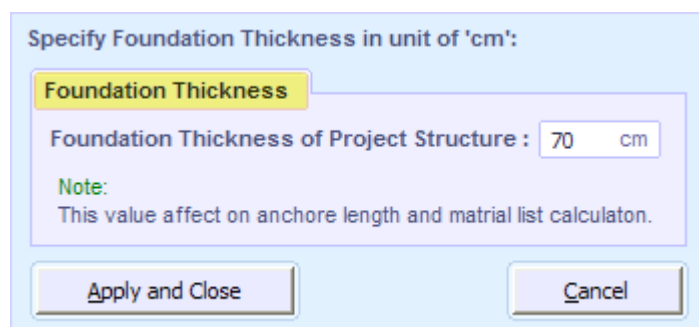 Specify Foundation Thickness in unit of 'cm':
Foundation Thickness
Foundation Thickness of Project Structure : 70 cm
Note:
This value affect on anchore length and matrial list calculaton.
Apply and Close Cancel